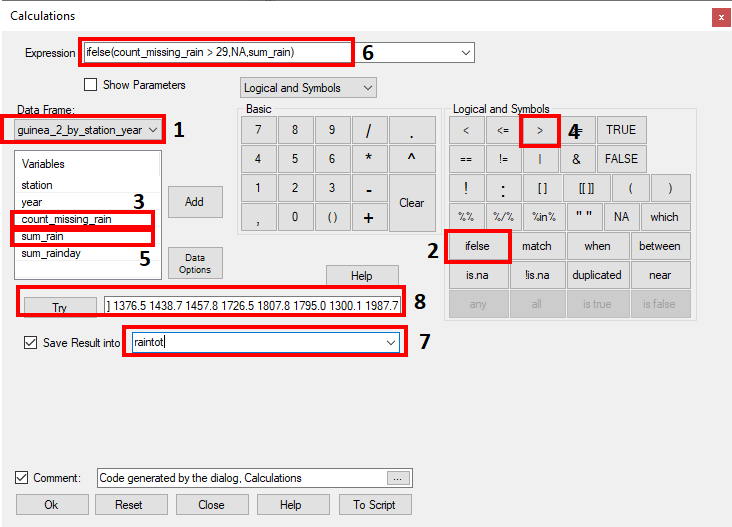 Calculations
x
Expression ifelse(count_missing_rain > 29,NA,sum_rain) 6
Show Parameters
Logical and Symbols
Data Frame:
guinea_2_by_station_year 1
Variables
station
year
3
count_missing_rain
sum_rain
sum_rainday
5
Add
Data Options
Basic
7 8 9 / .
4 5 6 * ^
1 2 3 - Clear
, 0 ( ) +
Logical and Symbols
< <= > 4 = TRUE
== != | & FALSE
! : [ ] [[ ]] ( )
%% %/% %in% " " NA which
2 ifelse match when between
is.na !is.na duplicated near
any all is true is false
Help
Try ] 1376.5 1438.7 1457.8 1726.5 1807.8 1795.0 1300.1 1987.7 8
Save Result into raintot 7
Comment: Code generated by the dialog, Calculations ...
Ok Reset Close Help To Script